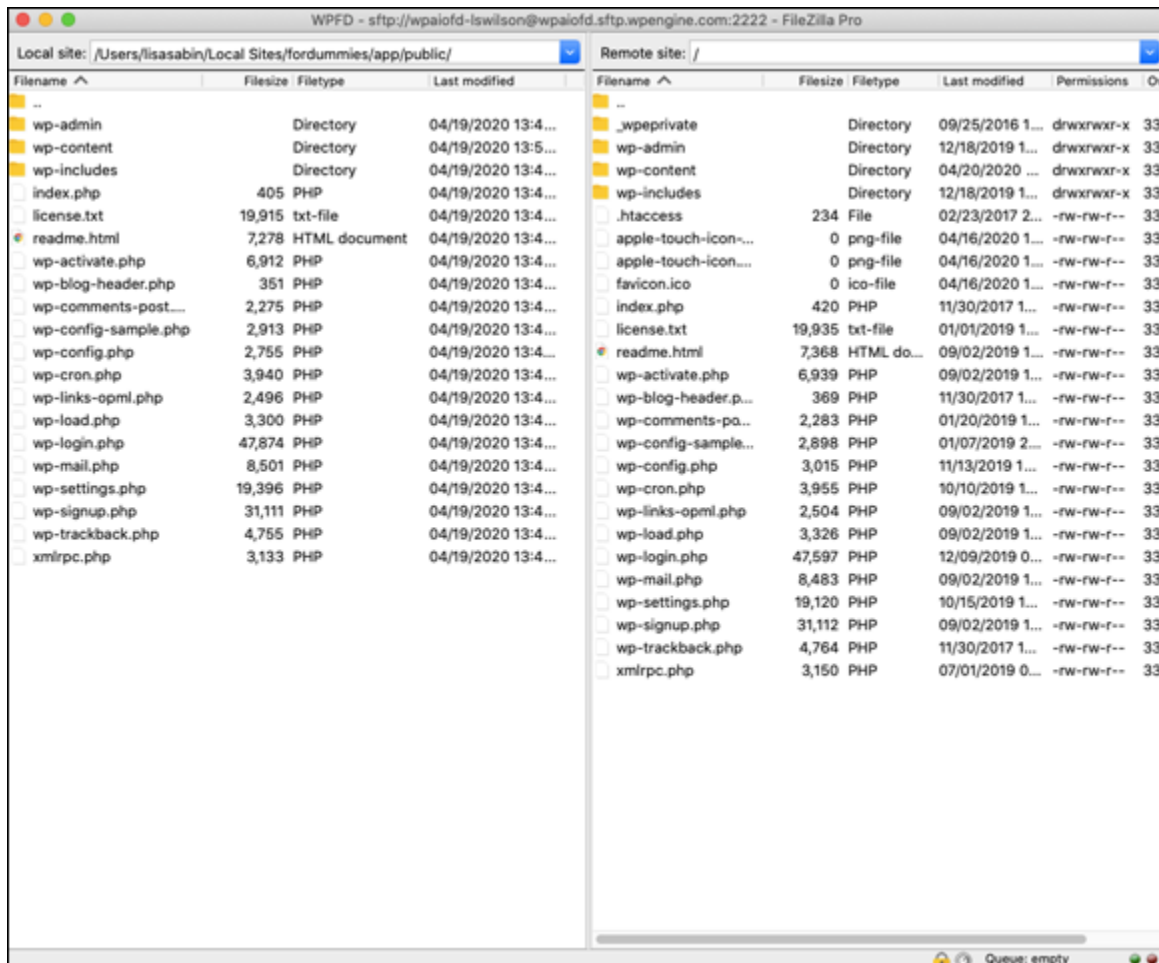 WPFD - sftp://wpaiofd-lswilson@wpaiofd.sftp.wpengine.com:2222 - FileZilla Pro
Local site: /Users/lisasabin/Local Sites/fordummies/app/public/
Filename Filesize Filetype Last modified
..
wp-admin Directory 04/19/2020 13:4...
wp-content Directory 04/19/2020 13:5...
wp-includes Directory 04/19/2020 13:4...
index.php 405 PHP 04/19/2020 13:4...
license.txt 19,915 txt-file 04/19/2020 13:4...
readme.html 7,278 HTML document 04/19/2020 13:4...
wp-activate.php 6,912 PHP 04/19/2020 13:4...
wp-blog-header.php 351 PHP 04/19/2020 13:4...
wp-comments-post.... 2,275 PHP 04/19/2020 13:4...
wp-config-sample.php 2,913 PHP 04/19/2020 13:4...
wp-config.php 2,755 PHP 04/19/2020 13:4...
wp-cron.php 3,940 PHP 04/19/2020 13:4...
wp-links-opml.php 2,496 PHP 04/19/2020 13:4...
wp-load.php 3,300 PHP 04/19/2020 13:4...
wp-login.php 47,874 PHP 04/19/2020 13:4...
wp-mail.php 8,501 PHP 04/19/2020 13:4...
wp-settings.php 19,396 PHP 04/19/2020 13:4...
wp-signup.php 31,111 PHP 04/19/2020 13:4...
wp-trackback.php 4,755 PHP 04/19/2020 13:4...
xmlrpc.php 3,133 PHP 04/19/2020 13:4...
Remote site: /
Filename Filesize Filetype Last modified Permissions O
..
_wpeprivate Directory 09/25/2016 1... drwxrwxr-x 33
wp-admin Directory 12/18/2019 1... drwxrwxr-x 33
wp-content Directory 04/20/2020 ... drwxrwxr-x 33
wp-includes Directory 12/18/2019 1... drwxrwxr-x 33
.htaccess 234 File 02/23/2017 2... -rw-rw-r-- 33
apple-touch-icon-... 0 png-file 04/16/2020 1... -rw-rw-r-- 33
apple-touch-icon.... 0 png-file 04/16/2020 1... -rw-rw-r-- 33
favicon.ico 0 ico-file 04/16/2020 1... -rw-rw-r-- 33
index.php 420 PHP 11/30/2017 1... -rw-rw-r-- 33
license.txt 19,935 txt-file 01/01/2019 1... -rw-rw-r-- 33
readme.html 7,368 HTML do... 09/02/2019 1... -rw-rw-r-- 33
wp-activate.php 6,939 PHP 09/02/2019 1... -rw-rw-r-- 33
wp-blog-header.p... 369 PHP 11/30/2017 1... -rw-rw-r-- 33
wp-comments-po... 2,283 PHP 01/20/2019 1... -rw-rw-r-- 33
wp-config-sample... 2,898 PHP 01/07/2019 2... -rw-rw-r-- 33
wp-config.php 3,015 PHP 11/13/2019 1... -rw-rw-r-- 33
wp-cron.php 3,955 PHP 10/10/2019 1... -rw-rw-r-- 33
wp-links-opml.php 2,504 PHP 09/02/2019 1... -rw-rw-r-- 33
wp-load.php 3,326 PHP 09/02/2019 1... -rw-rw-r-- 33
wp-login.php 47,597 PHP 12/09/2019 0... -rw-rw-r-- 33
wp-mail.php 8,483 PHP 09/02/2019 1... -rw-rw-r-- 33
wp-settings.php 19,120 PHP 10/15/2019 1... -rw-rw-r-- 33
wp-signup.php 31,112 PHP 09/02/2019 1... -rw-rw-r-- 33
wp-trackback.php 4,764 PHP 11/30/2017 1... -rw-rw-r-- 33
xmlrpc.php 3,150 PHP 07/01/2019 0... -rw-rw-r-- 33
Queue: empty